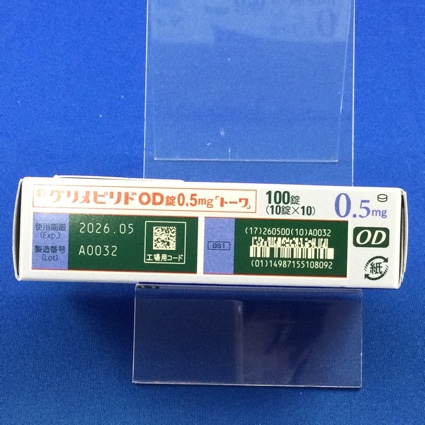 グリメピリドOD錠0.5mg「トーワ」
100錠
(10錠×10)
0.5mg
使用期限
(Exp.)
2026.05
製造番号
(Lot)
A0032
工場用コード
GS1
(17)260500(10)A0032
(01)14987155108092
OD
紙